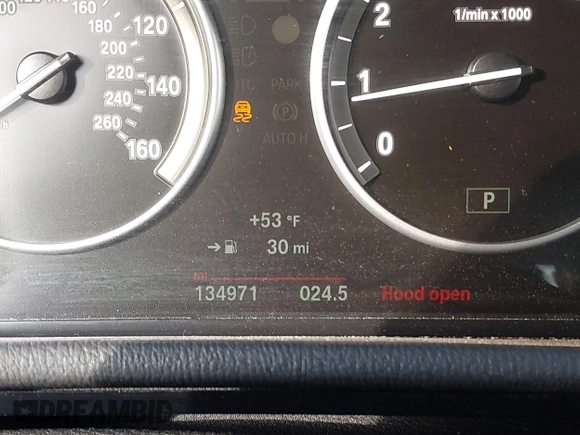 160
180
120
200
220
140
240
260
160
2
1/min x 1000
1
0
PARK
(P)
AUTO H
P
+53 °F
→ 30 mi
mi
134971 024.5 Hood open
DREAMBID